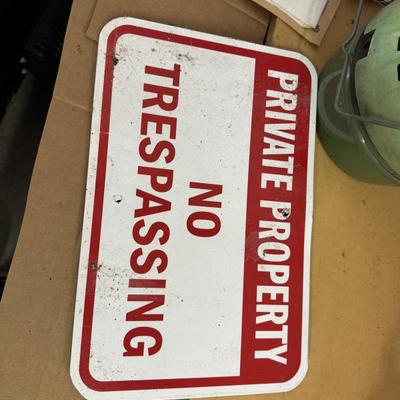 PRIVATE PROPERTY
NO
TRESPASSING